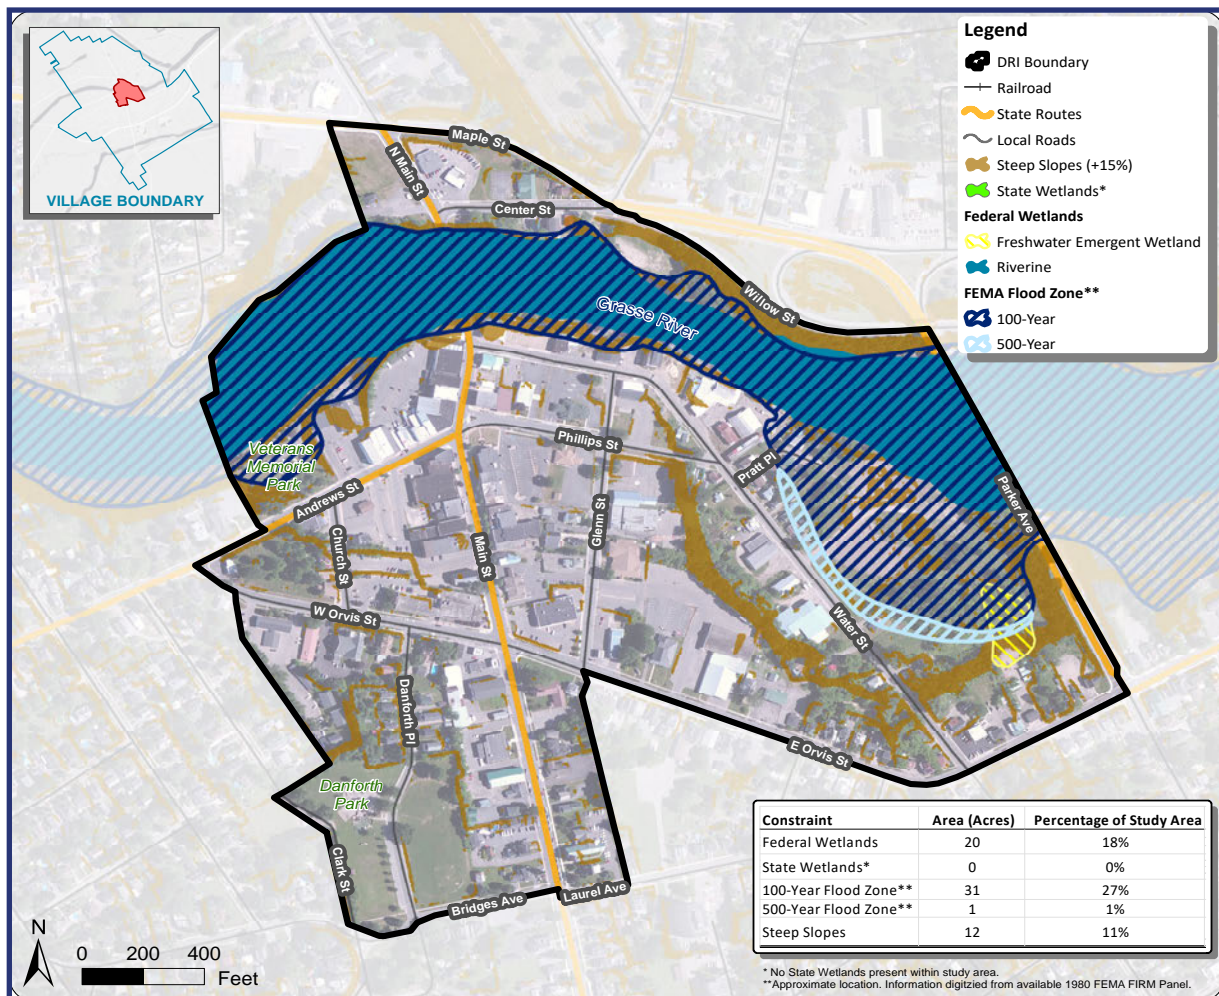 VILLAGE BOUNDARY
Legend
DRI Boundary
Railroad
State Routes
Local Roads
Steep Slopes (+15%)
State Wetlands*
Federal Wetlands
Freshwater Emergent Wetland
Riverine
FEMA Flood Zone**
100-Year
500-Year
Maple St
N Main St
Center St
Willow St
Grasse River
Phillips St
Pratt Pl
Veterans
Memorial
Park
Andrews St
Parker Ave
Glenn St
Church St
Main St
W Orvis St
Water St
Danforth Pl
E Orvis St
Danforth
Park
Clark St
Bridges Ave
Laurel Ave
N
0 200 400
Feet
Constraint Area (Acres) Percentage of Study Area
Federal Wetlands 20 18%
State Wetlands* 0 0%
100-Year Flood Zone** 31 27%
500-Year Flood Zone** 1 1%
Steep Slopes 12 11%
* No State Wetlands present within study area.
**Approximate location. Information digitzied from available 1980 FEMA FIRM Panel.